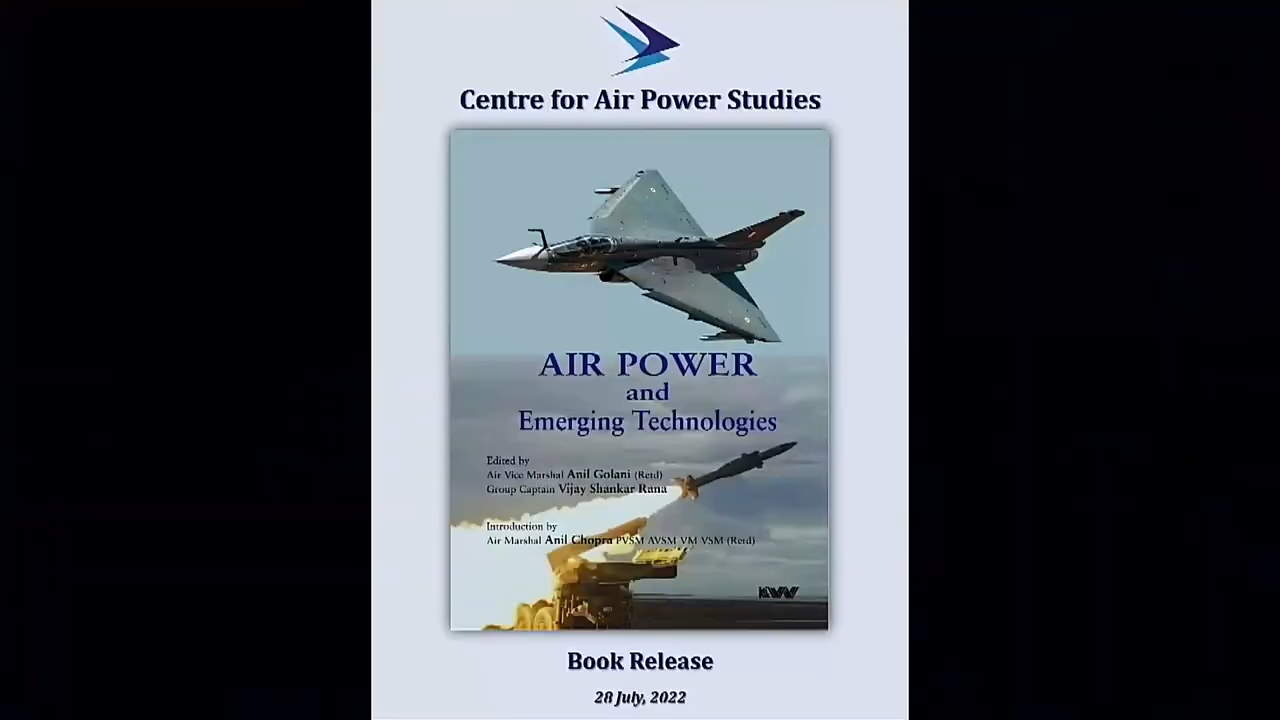 Centre for Air Power Studies
AIR POWER
and
Emerging Technologies
Edited by
Air Vice Marshal Anil Golani (Retd)
Group Captain Vijay Shankar Rana
Introduction by
Air Marshal Anil Chopra PVSM AVSM VM VSM (Retd)
KW
Book Release
28 July, 2022